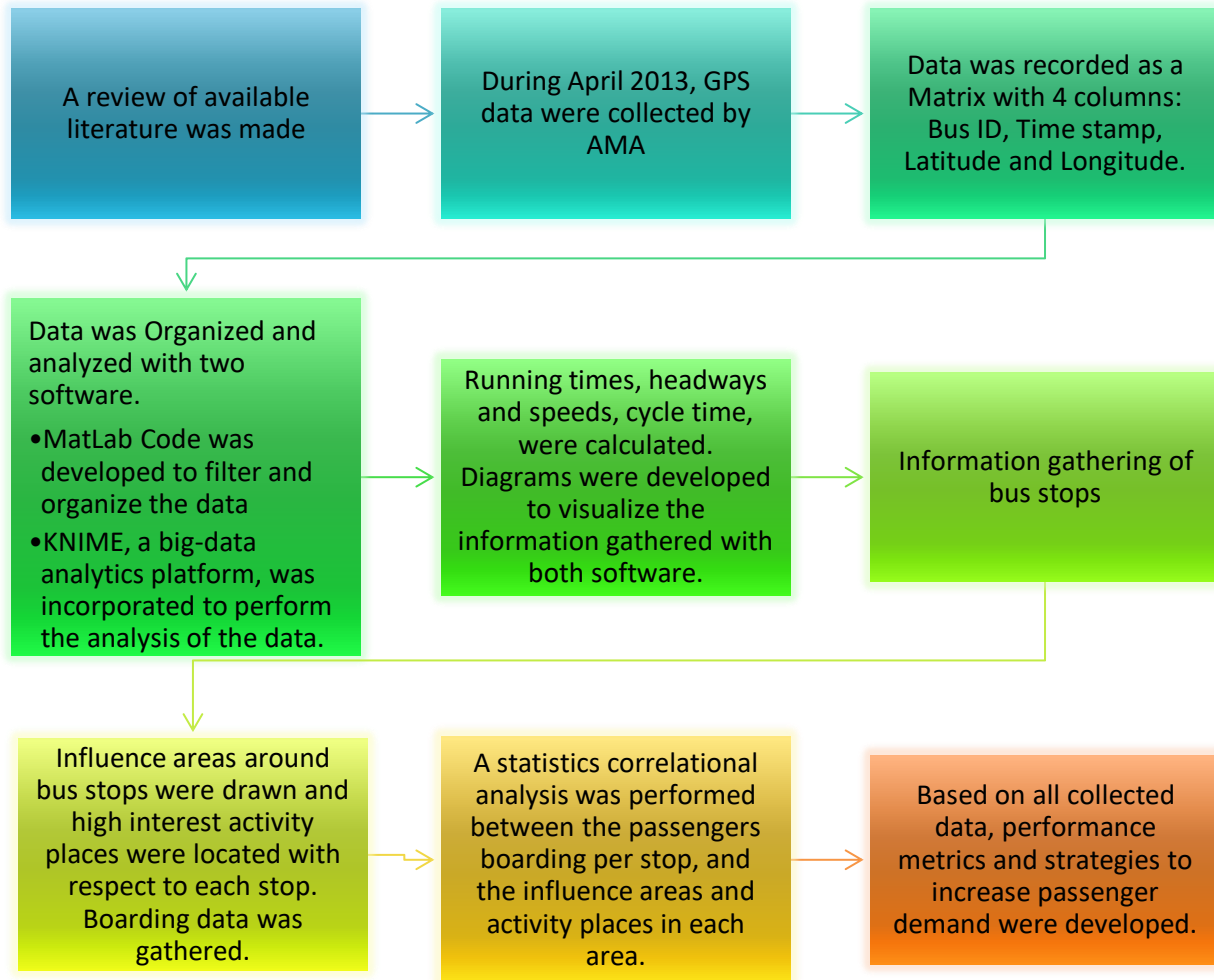 A review of available
literature was made
During April 2013, GPS
data were collected by
AMA
Data was recorded as a
Matrix with 4 columns:
Bus ID, Time stamp,
Latitude and Longitude.
Data was Organized and
analyzed with two
software.
•MatLab Code was
developed to filter and
organize the data
•KNIME, a big-data
analytics platform, was
incorporated to perform
the analysis of the data.
Running times, headways
and speeds, cycle time,
were calculated.
Diagrams were developed
to visualize the
information gathered with
both software.
Information gathering of
bus stops
Influence areas around
bus stops were drawn and
high interest activity
places were located with
respect to each stop.
Boarding data was
gathered.
A statistics correlational
analysis was performed
between the passengers
boarding per stop, and
the influence areas and
activity places in each
area.
Based on all collected
data, performance
metrics and strategies to
increase passenger
demand were developed.